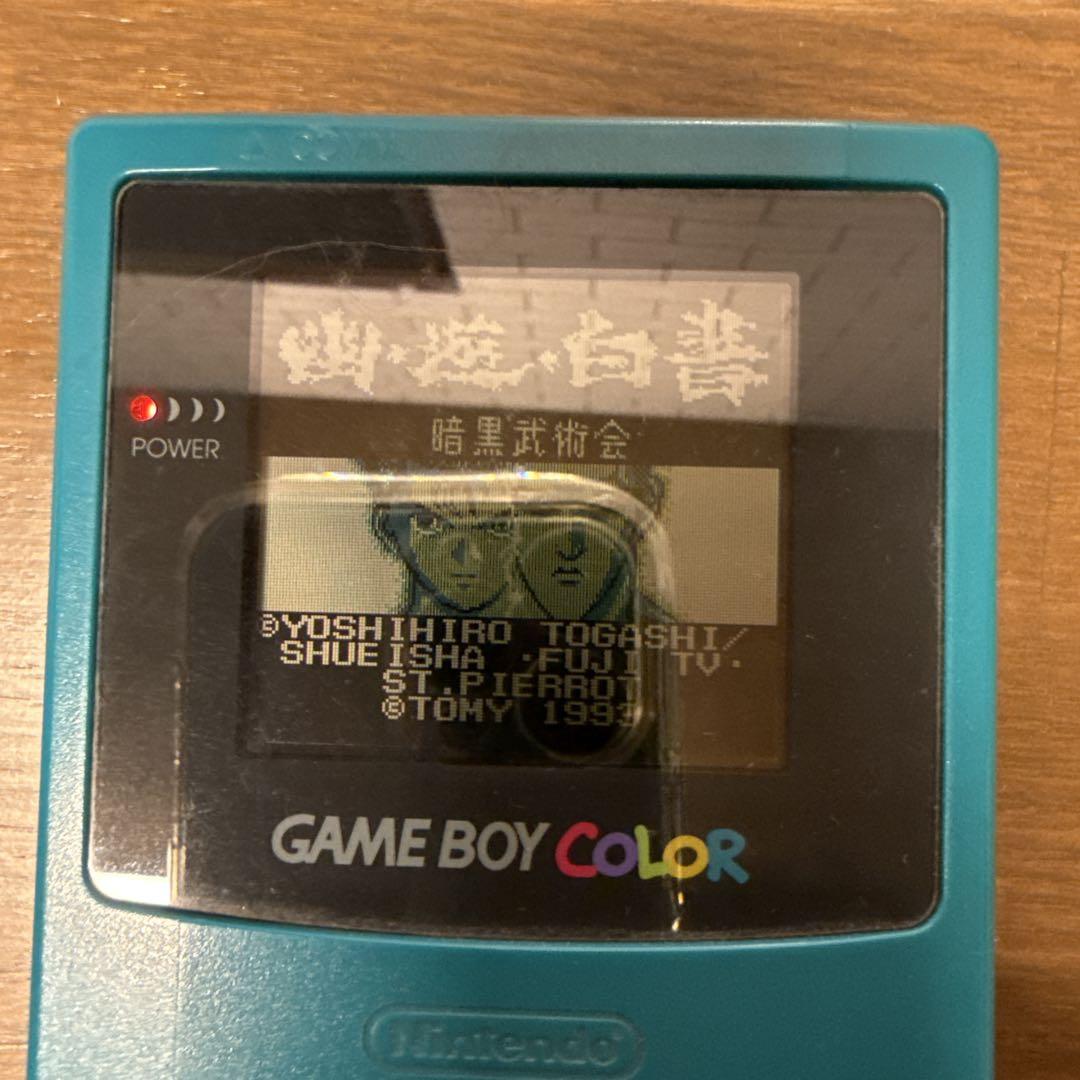 幽・遊・白書
暗黒武術会
POWER
©YOSHIHIRO TOGASHI/
SHUEISHA ・FUJI TV・
ST.PIERROT
©TOMY 1993
GAME BOY COLOR
Nintendo